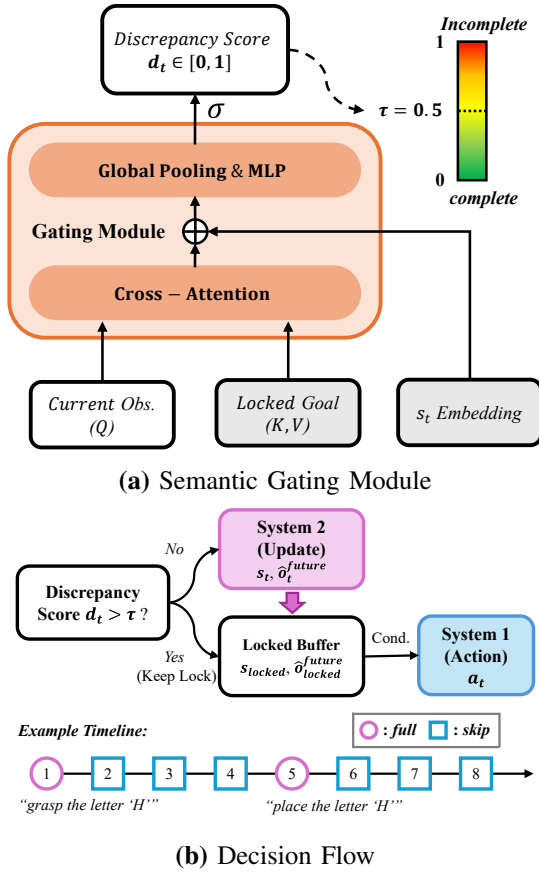 Discrepancy Score
d_t ∈ [0, 1]
Incomplete
1
τ = 0.5
0
complete
σ
Global Pooling & MLP
Gating Module
Cross − Attention
Current Obs.
(Q)
Locked Goal
(K, V)
s_t Embedding
(a) Semantic Gating Module
Discrepancy
Score d_t > τ ?
No
Yes
(Keep Lock)
System 2
(Update)
s_t, ô_t^future
Locked Buffer
s_locked, ô_locked^future
Cond.
System 1
(Action)
a_t
Example Timeline:
: full
: skip
1 2 3 4 5 6 7 8
"grasp the letter 'H'"
"place the letter 'H'"
(b) Decision Flow